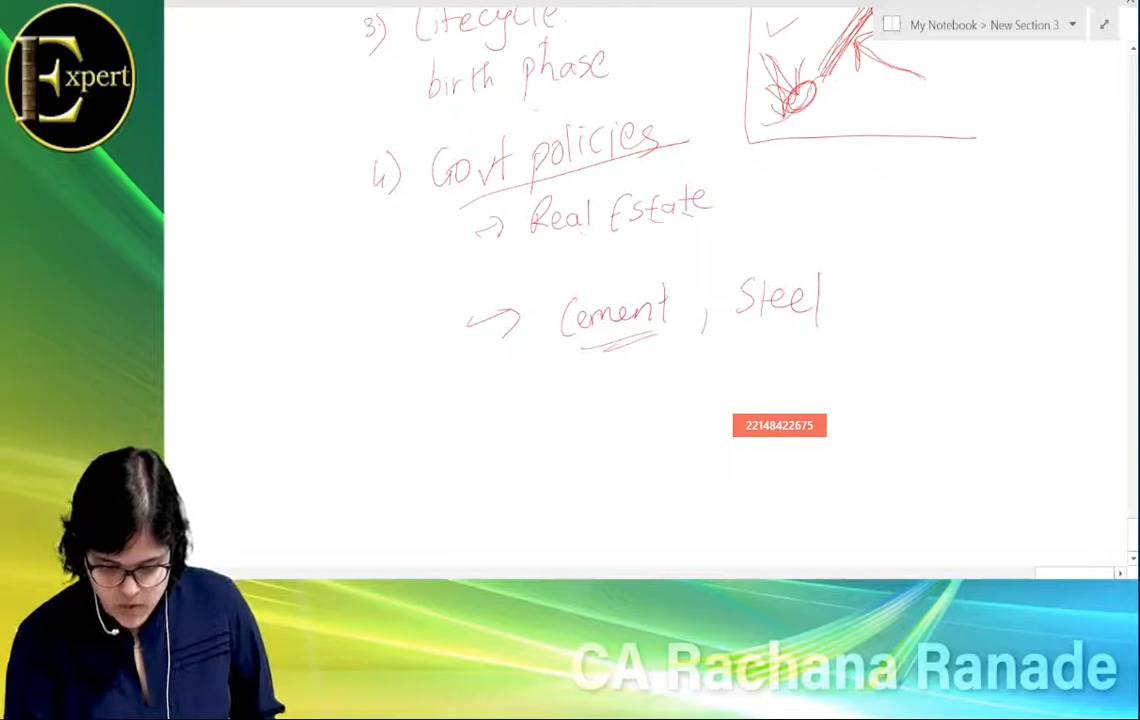 Expert
My Notebook > New Section 3
3) Lifecycle.
birth phase
4) Govt policies
→ Real Estate
→ Cement, Steel
22148422675
CA Rachana Ranade